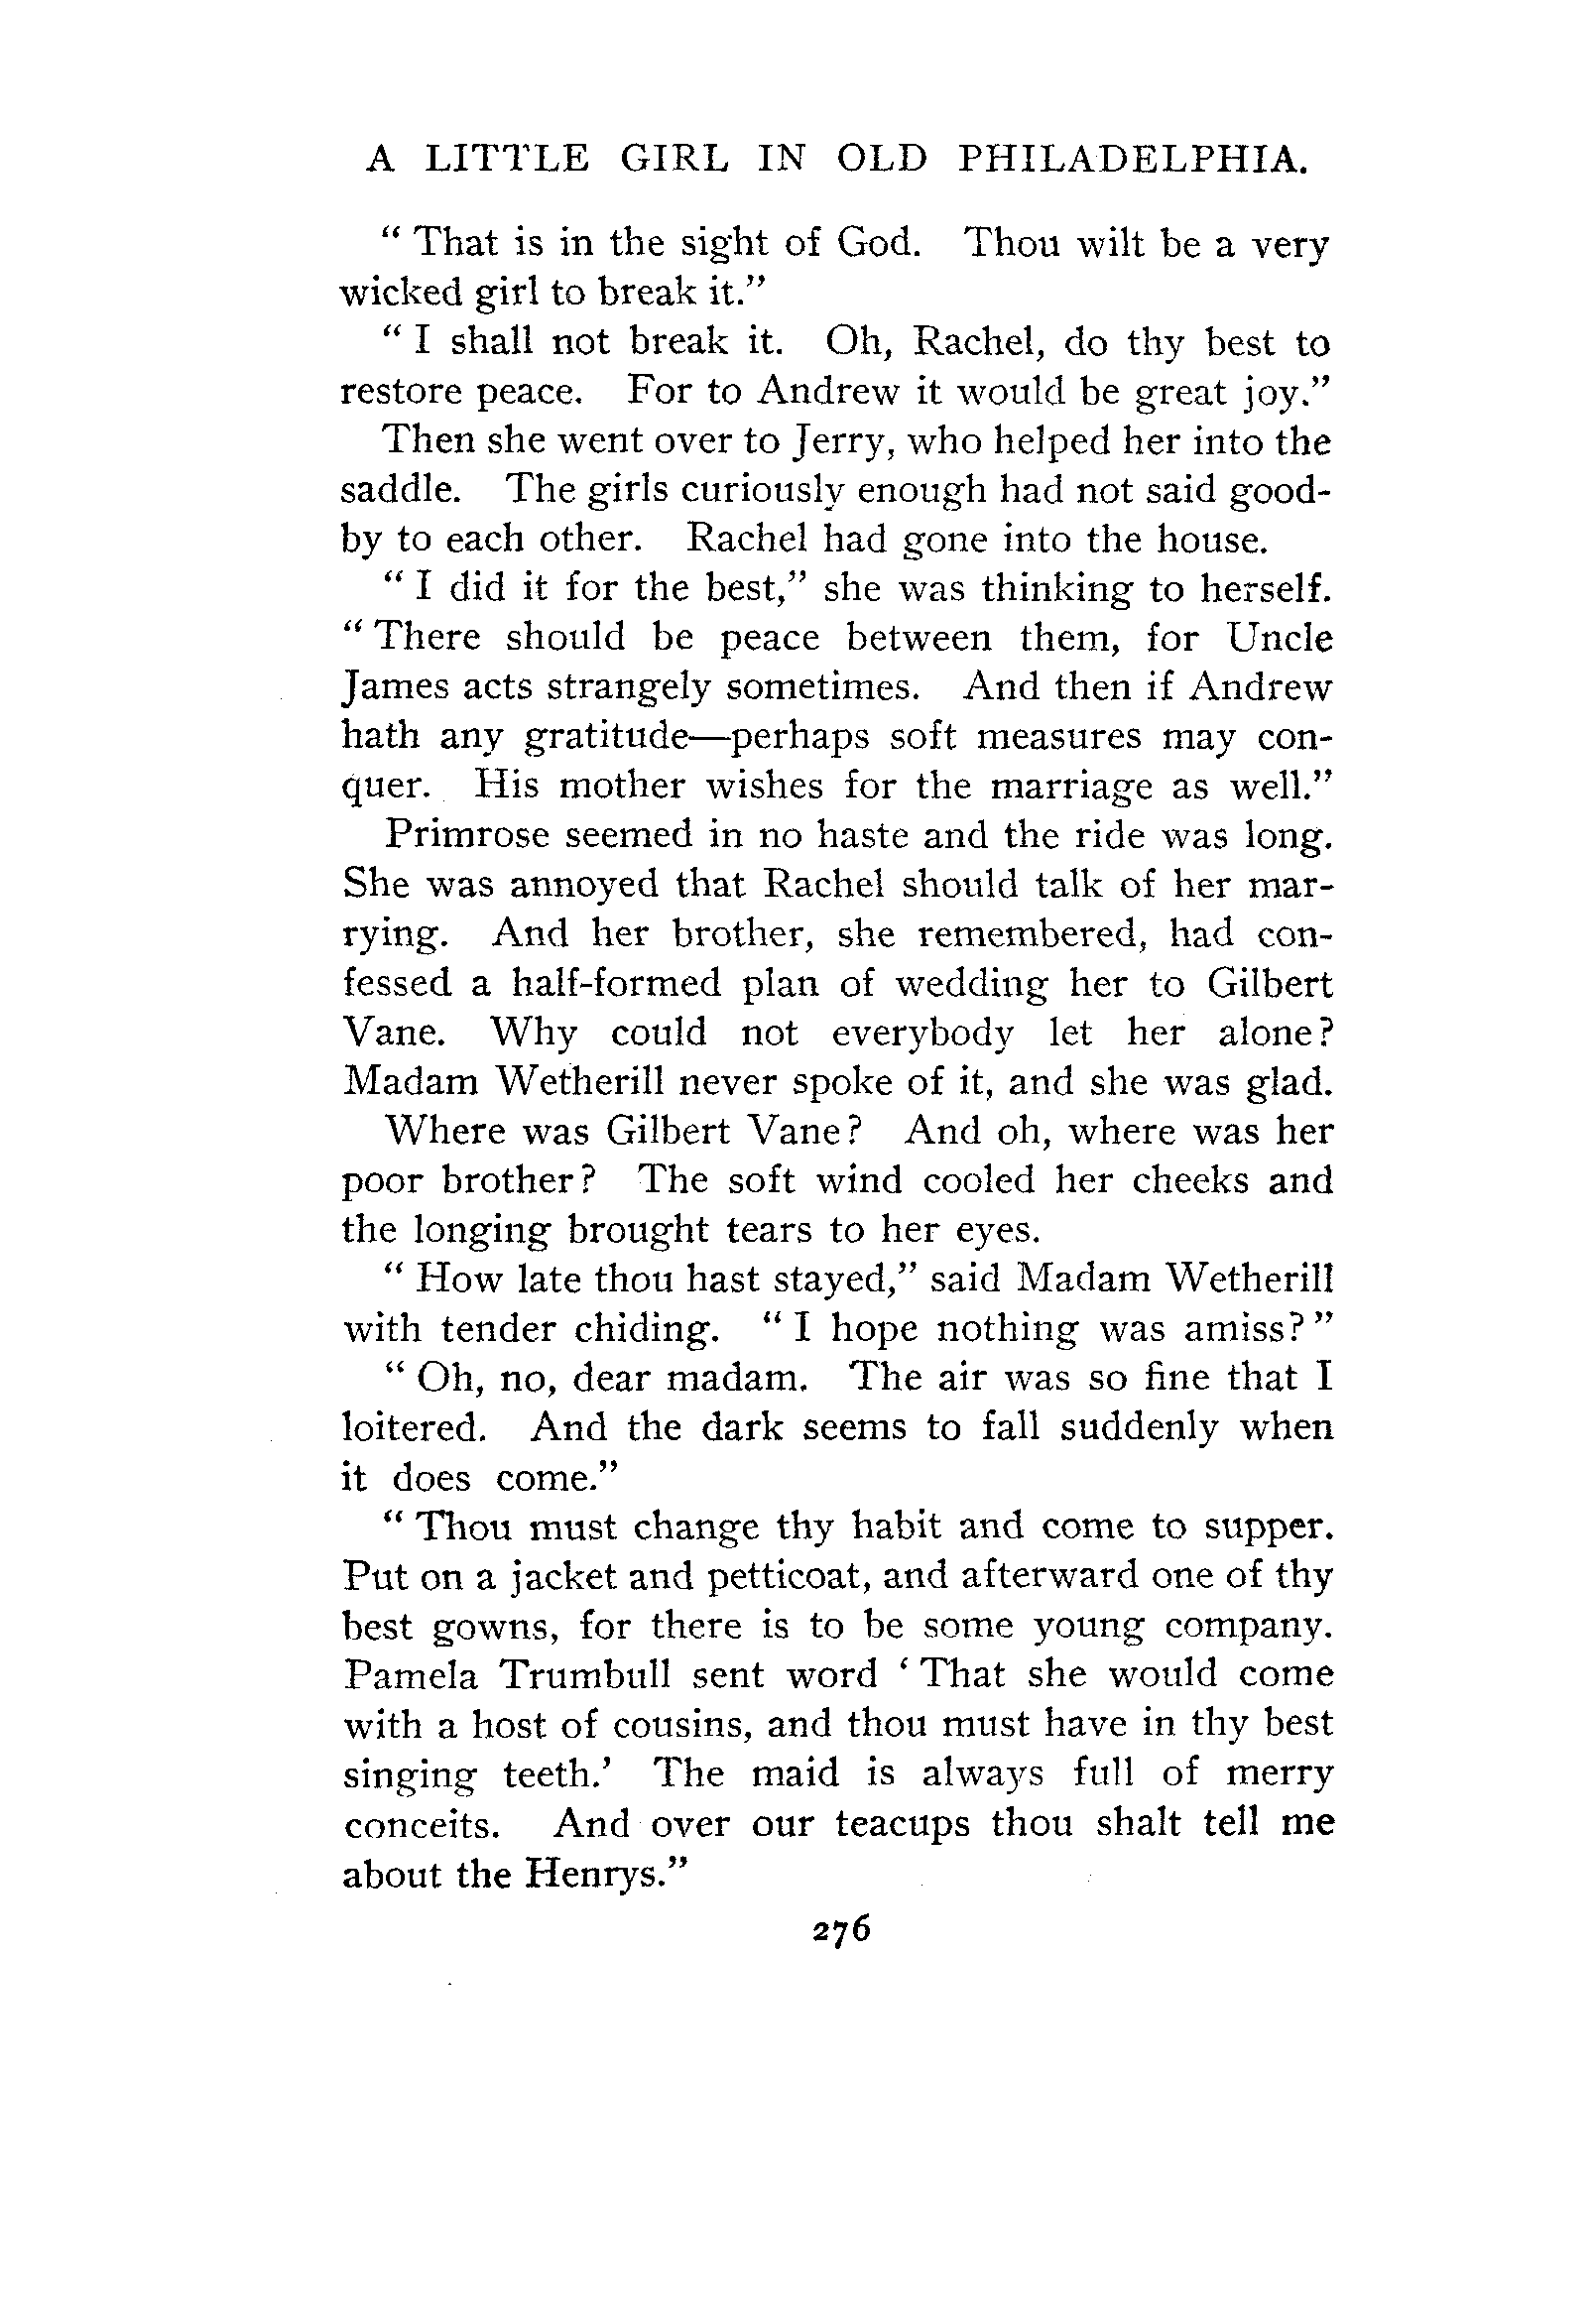 A LITTLE GIRL IN OLD PHILADELPHIA.
“ That is in the sight of God. Thou wilt be a very
wicked girl to break it.”
“ I shall not break it. Oh, Rachel, do thy best to
restore peace. For to Andrew it would be great joy.”
Then she went over to Jerry, who helped her into the
saddle. The girls curiously enough had not said good-
by to each other. Rachel had gone into the house.
“ I did it for the best,” she was thinking to herself.
“ There should be peace between them, for Uncle
James acts strangely sometimes. And then if Andrew
hath any gratitude—perhaps soft measures may con-
quer. His mother wishes for the marriage as well.”
Primrose seemed in no haste and the ride was long.
She was annoyed that Rachel should talk of her mar-
rying. And her brother, she remembered, had con-
fessed a half-formed plan of wedding her to Gilbert
Vane. Why could not everybody let her alone?
Madam Wetherill never spoke of it, and she was glad.
Where was Gilbert Vane? And oh, where was her
poor brother? The soft wind cooled her cheeks and
the longing brought tears to her eyes.
“ How late thou hast stayed,” said Madam Wetherill
with tender chiding. “ I hope nothing was amiss? ”
“ Oh, no, dear madam. The air was so fine that I
loitered. And the dark seems to fall suddenly when
it does come.”
“ Thou must change thy habit and come to supper.
Put on a jacket and petticoat, and afterward one of thy
best gowns, for there is to be some young company.
Pamela Trumbull sent word ‘ That she would come
with a host of cousins, and thou must have in thy best
singing teeth.’ The maid is always full of merry
conceits. And over our teacups thou shalt tell me
about the Henrys.”
276